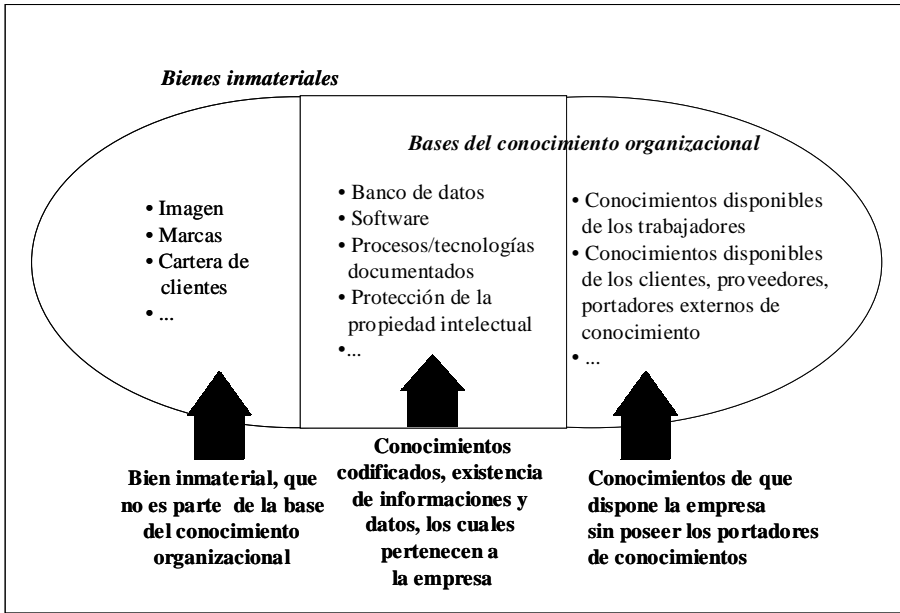 Bienes inmateriales
Bases del conocimiento organizacional
• Imagen
• Marcas
• Cartera de
clientes
• ...
• Banco de datos
• Software
• Procesos/tecnologías
documentados
• Protección de la
propiedad intelectual
•...
• Conocimientos disponibles
de los trabajadores
• Conocimientos disponibles
de los clientes, proveedores,
portadores externos de
conocimiento
• ...
Bien inmaterial, que
no es parte de la base
del conocimiento
organizacional
Conocimientos
codificados, existencia
de informaciones y
datos, los cuales
pertenecen a
la empresa
Conocimientos de que
dispone la empresa
sin poseer los portadores
de conocimientos